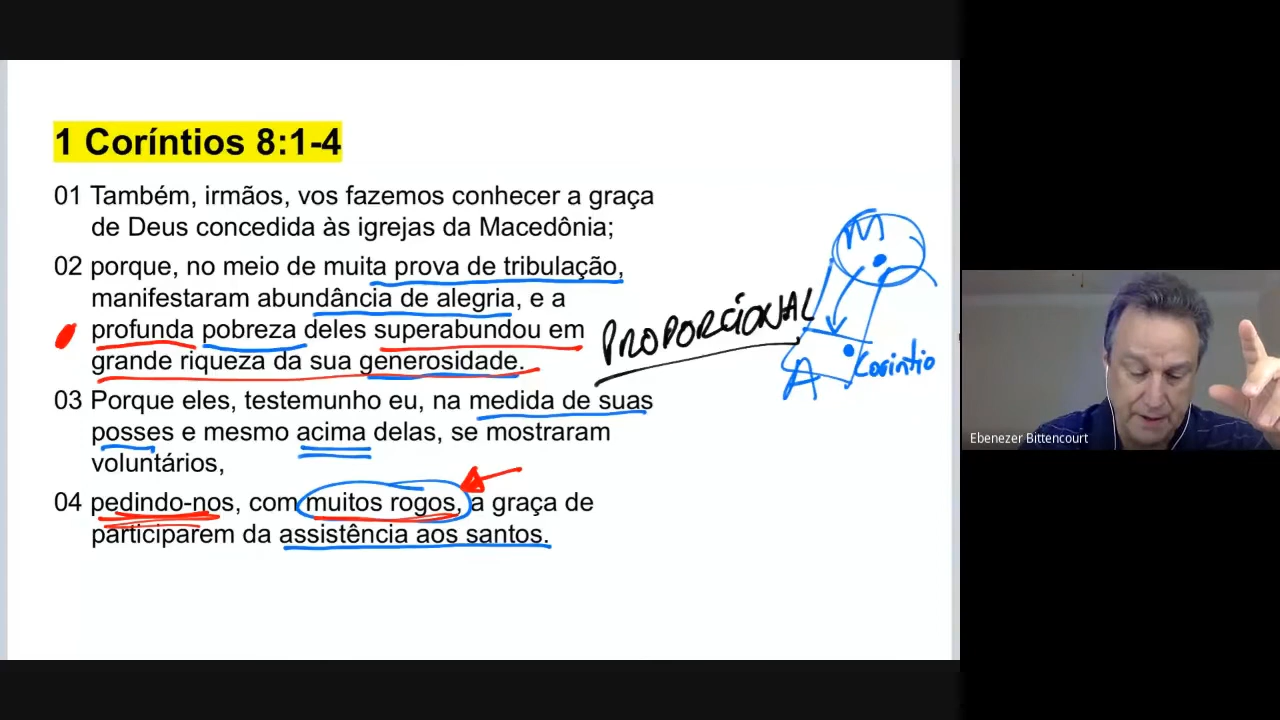 1 Coríntios 8:1-4
01 Também, irmãos, vos fazemos conhecer a graça
de Deus concedida às igrejas da Macedônia;
02 porque, no meio de muita prova de tribulação,
manifestaram abundância de alegria, e a
profunda pobreza deles superabundou em
grande riqueza da sua generosidade.
03 Porque eles, testemunho eu, na medida de suas
posses e mesmo acima delas, se mostraram
voluntários,
04 pedindo-nos, com muitos rogos, a graça de
participarem da assistência aos santos.
PROPORCIONAL
M
Coríntio
A
Ebenezer Bittencourt